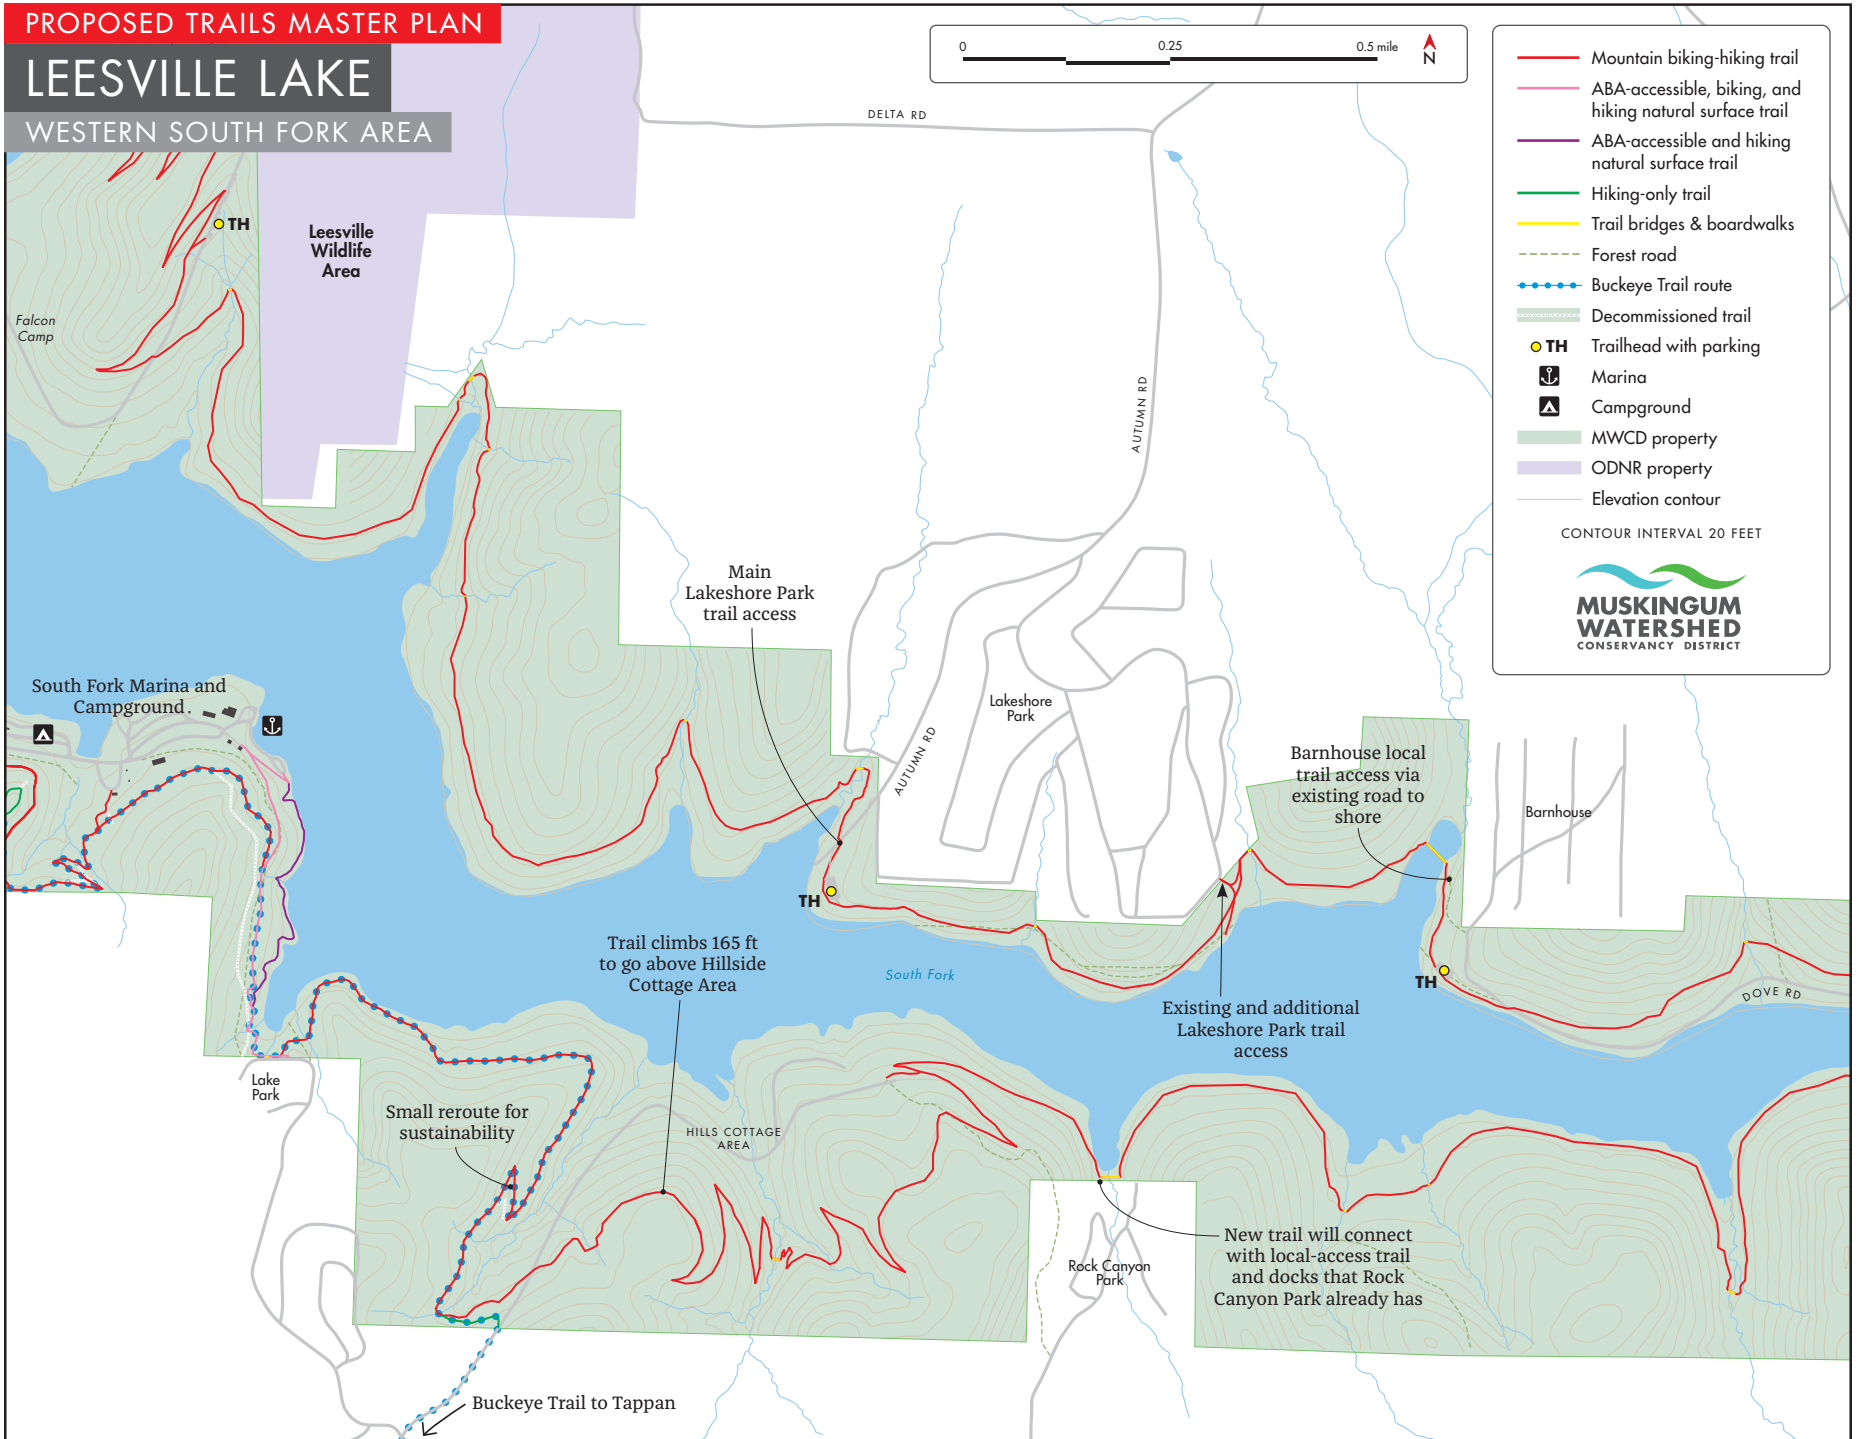 PROPOSED TRAILS MASTER PLAN
LEESVILLE LAKE
WESTERN SOUTH FORK AREA
0 0.25 0.5 mile
N
Mountain biking-hiking trail
ABA-accessible, biking, and
hiking natural surface trail
ABA-accessible and hiking
natural surface trail
Hiking-only trail
Trail bridges & boardwalks
Forest road
Buckeye Trail route
Decommissioned trail
TH Trailhead with parking
Marina
Campground
MWCD property
ODNR property
Elevation contour
CONTOUR INTERVAL 20 FEET
MUSKINGUM
WATERSHED
CONSERVANCY DISTRICT
DELTA RD
TH
Leesville
Wildlife
Area
Falcon
Camp
AUTUMN RD
Main
Lakeshore Park
trail access
South Fork Marina and
Campground
Lakeshore
Park
AUTUMN RD
Barnhouse local
trail access via
existing road to
shore
Barnhouse
TH
Trail climbs 165 ft
to go above Hillside
Cottage Area
South Fork
TH
DOVE RD
Existing and additional
Lakeshore Park trail
access
Lake
Park
Small reroute for
sustainability
HILLS COTTAGE
AREA
Rock Canyon
Park
New trail will connect
with local-access trail
and docks that Rock
Canyon Park already has
Buckeye Trail to Tappan